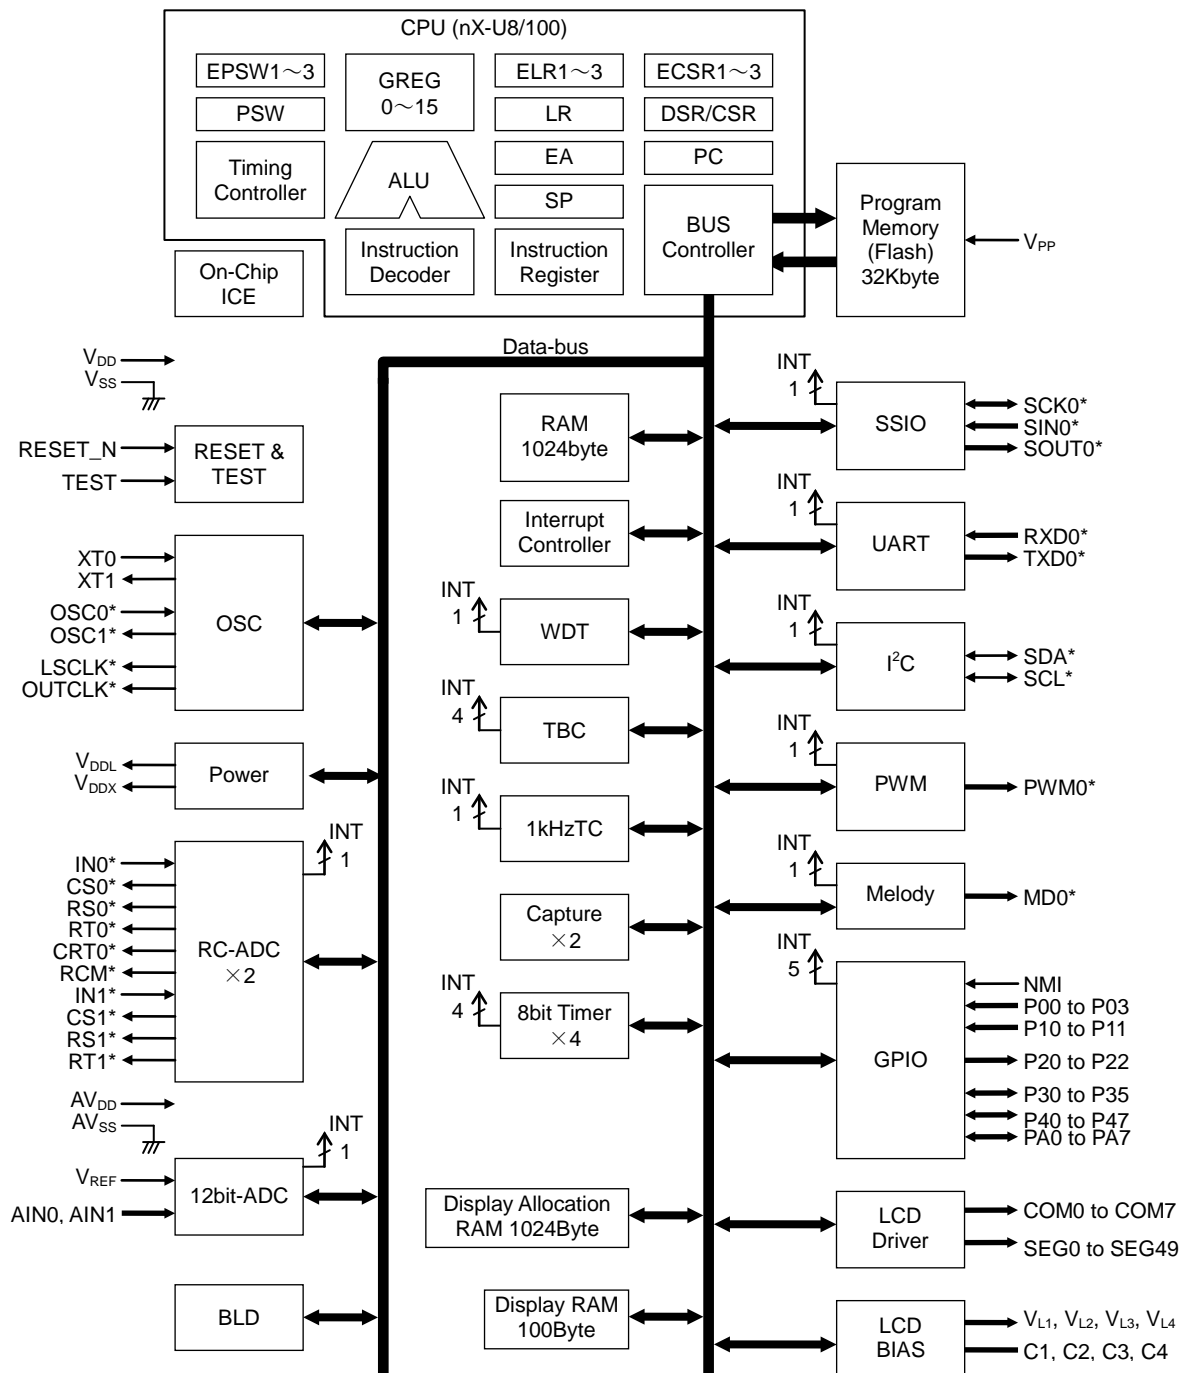 CPU (nX-U8/100)
EPSW1～3
GREG
0～15
ELR1～3
ECSR1～3
PSW
LR
DSR/CSR
Timing
Controller
ALU
EA
PC
SP
BUS
Controller
Instruction
Decoder
Instruction
Register
On-Chip
ICE
Program
Memory
(Flash)
32Kbyte
VPP
Data-bus
VDD
VSS
RESET_N
TEST
RESET &
TEST
XT0
XT1
OSC0*
OSC1*
LSCLK*
OUTCLK*
OSC
VDDL
VDDX
Power
IN0*
CS0*
RS0*
RT0*
CRT0*
RCM*
IN1*
CS1*
RS1*
RT1*
RC-ADC
×2
INT
1
AVDD
AVSS
VREF
AIN0, AIN1
12bit-ADC
INT
1
BLD
RAM
1024byte
Interrupt
Controller
INT
1
WDT
INT
4
TBC
INT
1
1kHzTC
Capture
×2
INT
4
8bit Timer
×4
Display Allocation
RAM 1024Byte
Display RAM
100Byte
INT
1
SSIO
SCK0*
SIN0*
SOUT0*
INT
1
UART
RXD0*
TXD0*
INT
1
I²C
SDA*
SCL*
INT
1
PWM
PWM0*
INT
1
Melody
MD0*
INT
5
GPIO
NMI
P00 to P03
P10 to P11
P20 to P22
P30 to P35
P40 to P47
PA0 to PA7
LCD
Driver
COM0 to COM7
SEG0 to SEG49
LCD
BIAS
VL1, VL2, VL3, VL4
C1, C2, C3, C4